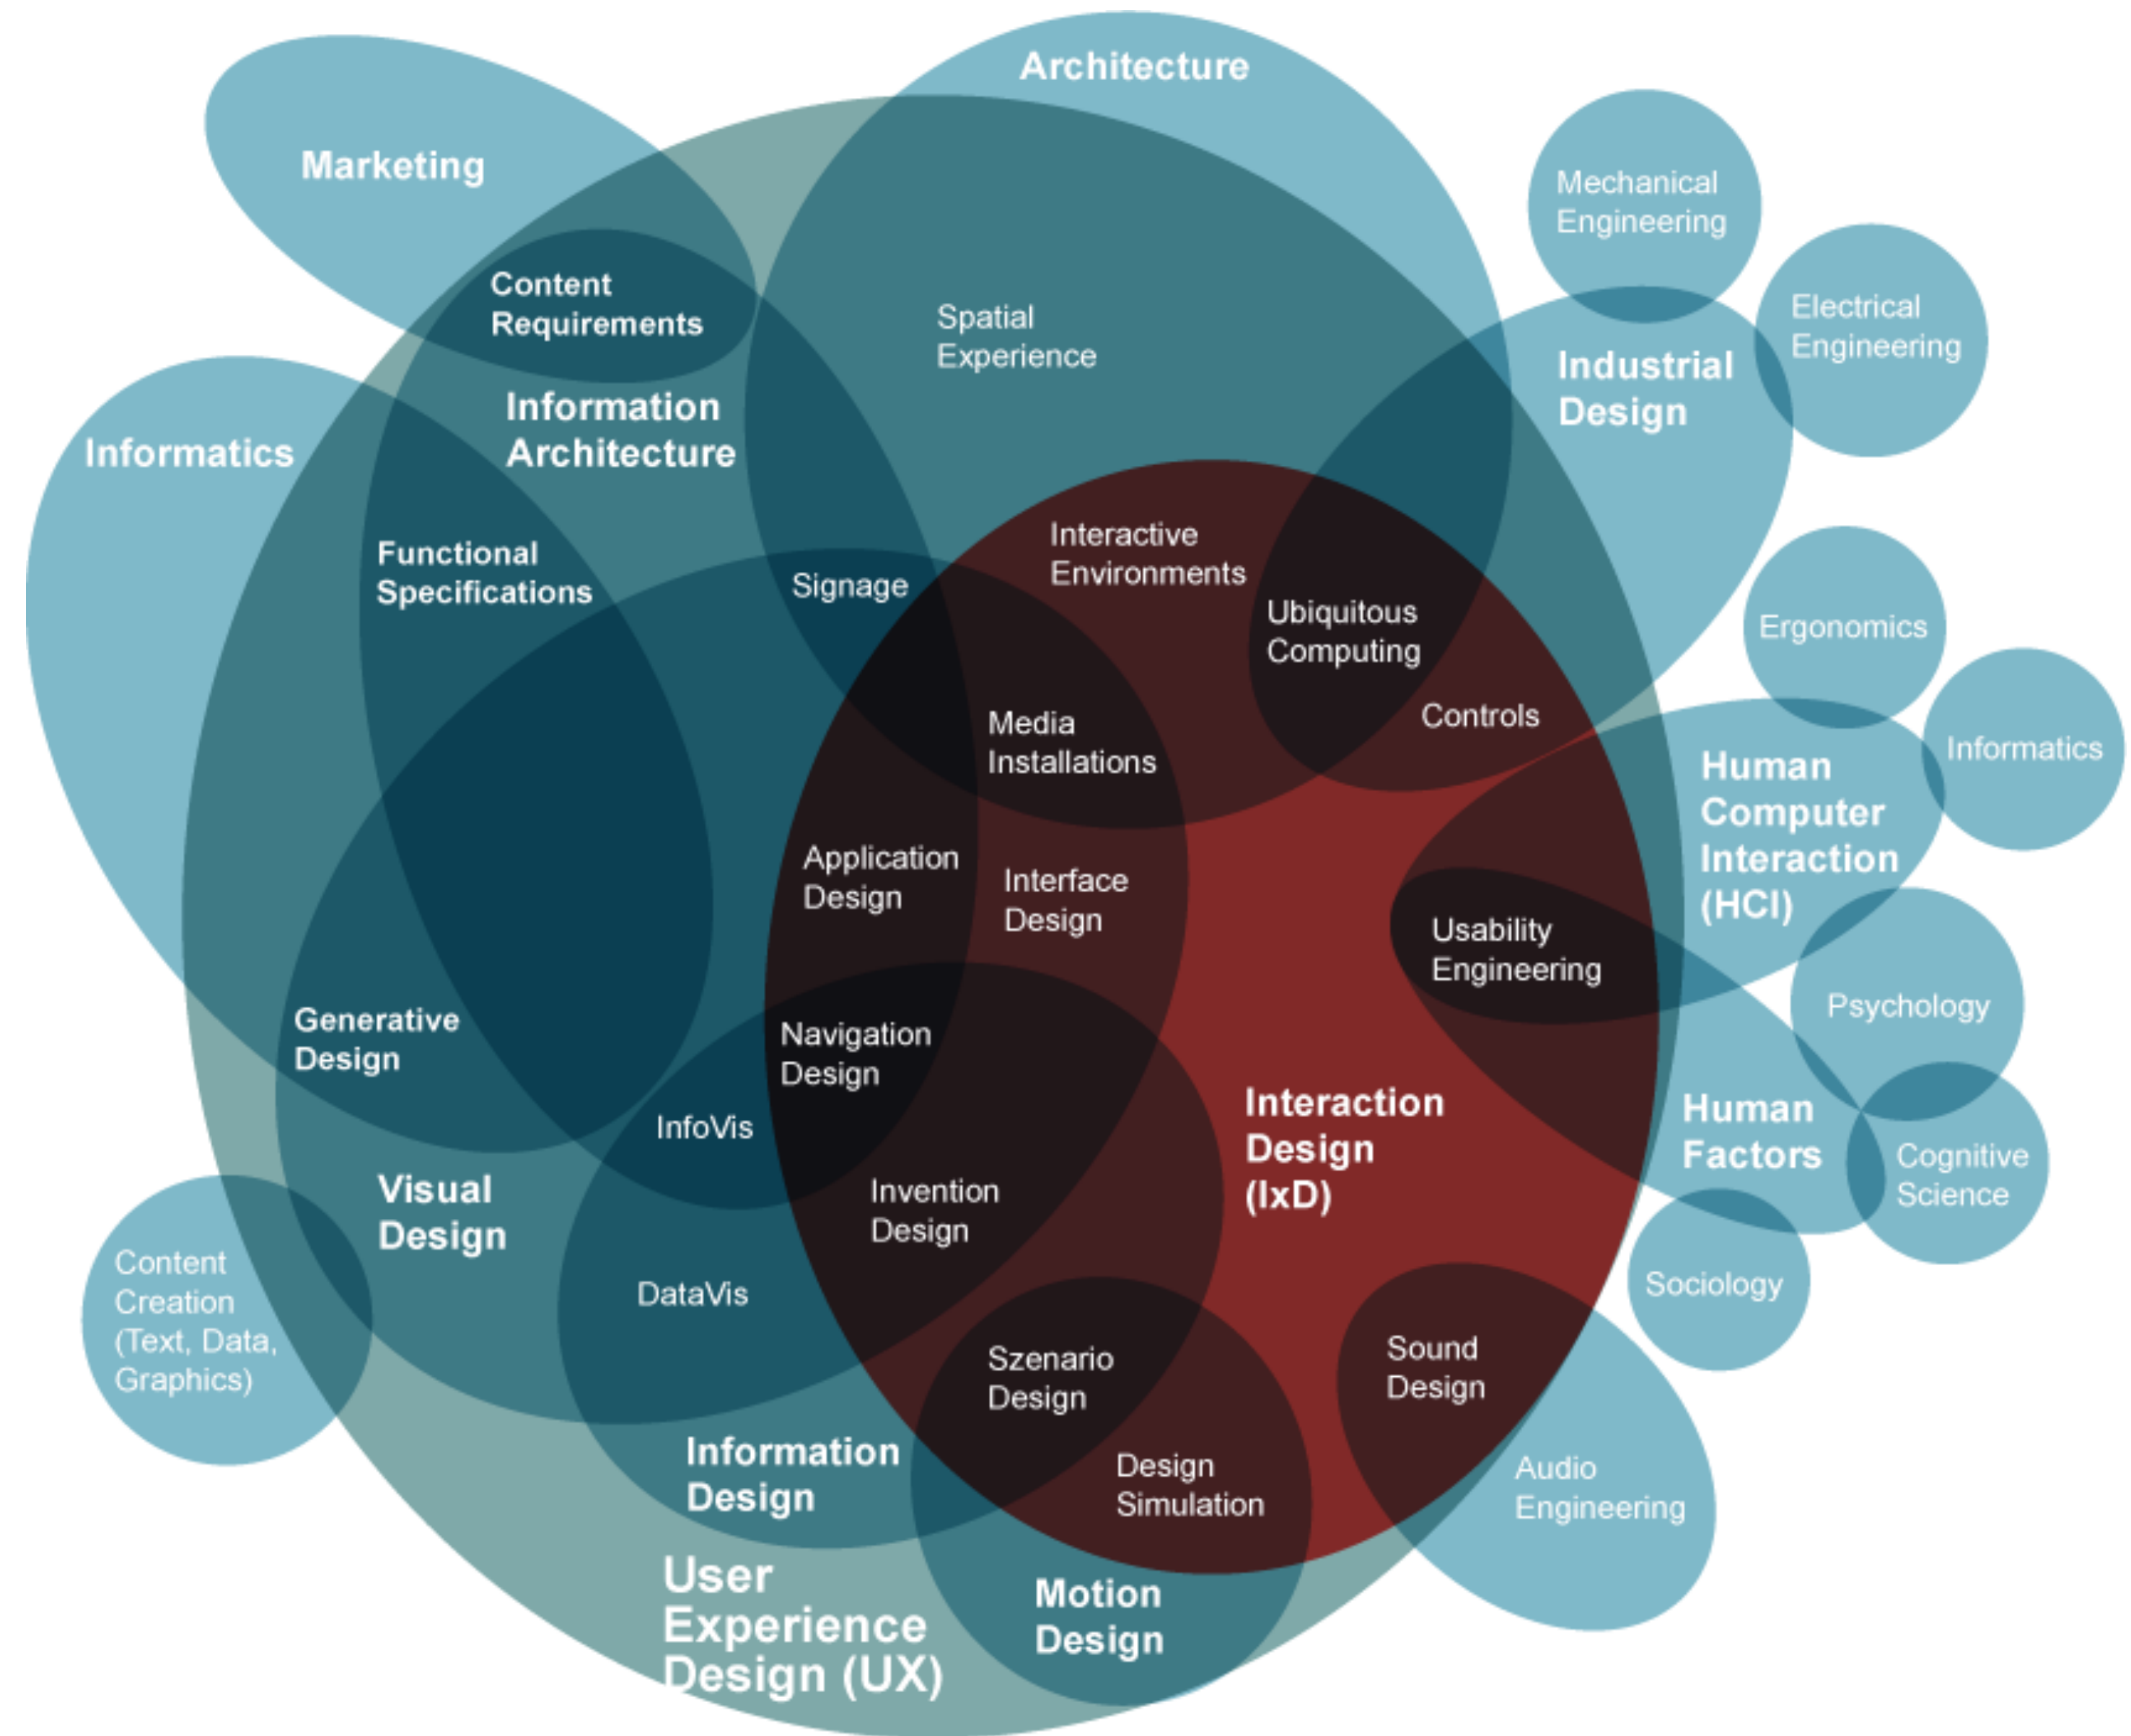 Architecture
Marketing
Mechanical
Engineering
Content
Requirements
Spatial
Experience
Electrical
Engineering
Industrial
Design
Information
Architecture
Informatics
Functional
Specifications
Signage
Interactive
Environments
Ubiquitous
Computing
Ergonomics
Controls
Media
Installations
Informatics
Human
Computer
Interaction
(HCI)
Application
Design
Interface
Design
Usability
Engineering
Psychology
Generative
Design
Navigation
Design
InfoVis
Interaction
Design
(IxD)
Human
Factors
Cognitive
Science
Visual
Design
Invention
Design
Content
Creation
(Text, Data,
Graphics)
DataVis
Sociology
Szenario
Design
Sound
Design
Information
Design
Design
Simulation
Audio
Engineering
User
Experience
Design (UX)
Motion
Design